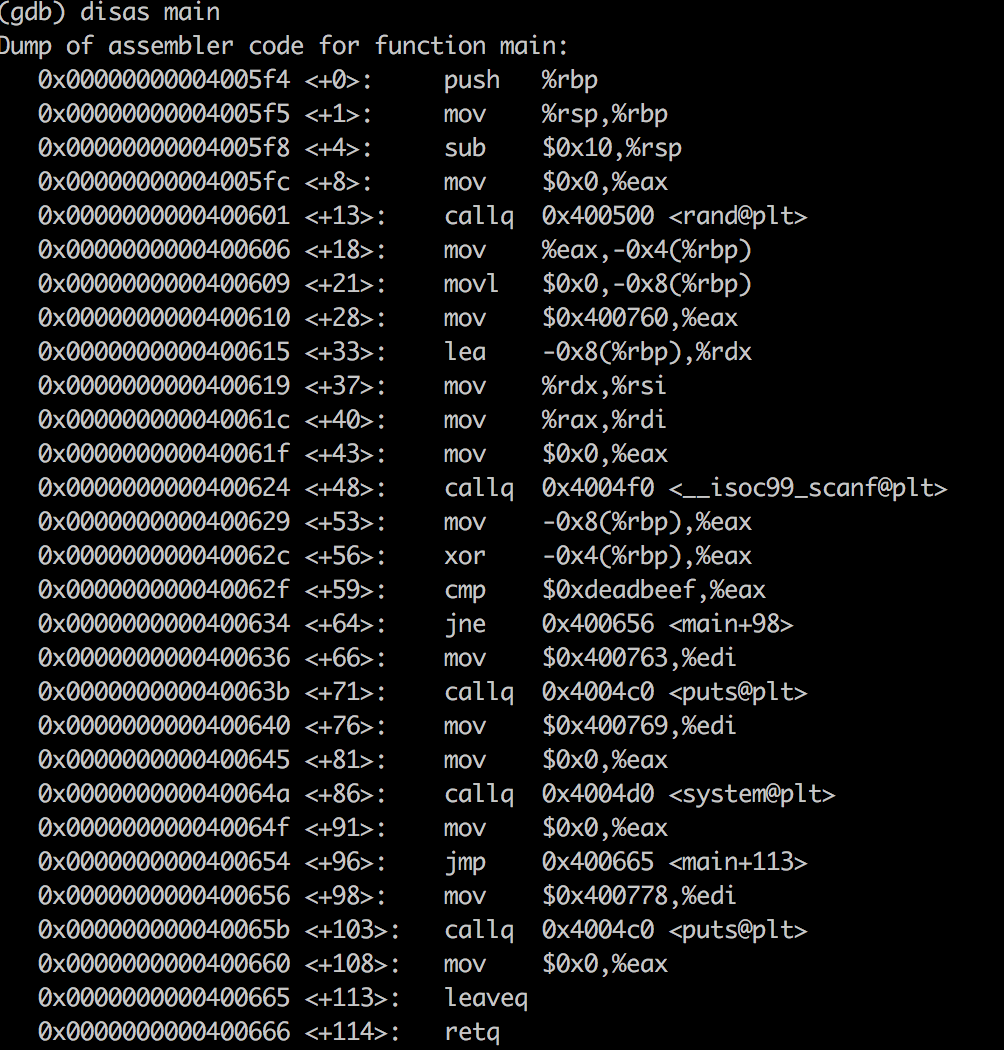 (gdb) disas main
Dump of assembler code for function main:
0x00000000004005f4 <+0>: push %rbp
0x00000000004005f5 <+1>: mov %rsp,%rbp
0x00000000004005f8 <+4>: sub $0x10,%rsp
0x00000000004005fc <+8>: mov $0x0,%eax
0x0000000000400601 <+13>: callq 0x400500 <rand@plt>
0x0000000000400606 <+18>: mov %eax,-0x4(%rbp)
0x0000000000400609 <+21>: movl $0x0,-0x8(%rbp)
0x0000000000400610 <+28>: mov $0x400760,%eax
0x0000000000400615 <+33>: lea -0x8(%rbp),%rdx
0x0000000000400619 <+37>: mov %rdx,%rsi
0x000000000040061c <+40>: mov %rax,%rdi
0x000000000040061f <+43>: mov $0x0,%eax
0x0000000000400624 <+48>: callq 0x4004f0 <__isoc99_scanf@plt>
0x0000000000400629 <+53>: mov -0x8(%rbp),%eax
0x000000000040062c <+56>: xor -0x4(%rbp),%eax
0x000000000040062f <+59>: cmp $0xdeadbeef,%eax
0x0000000000400634 <+64>: jne 0x400656 <main+98>
0x0000000000400636 <+66>: mov $0x400763,%edi
0x000000000040063b <+71>: callq 0x4004c0 <puts@plt>
0x0000000000400640 <+76>: mov $0x400769,%edi
0x0000000000400645 <+81>: mov $0x0,%eax
0x000000000040064a <+86>: callq 0x4004d0 <system@plt>
0x000000000040064f <+91>: mov $0x0,%eax
0x0000000000400654 <+96>: jmp 0x400665 <main+113>
0x0000000000400656 <+98>: mov $0x400778,%edi
0x000000000040065b <+103>: callq 0x4004c0 <puts@plt>
0x0000000000400660 <+108>: mov $0x0,%eax
0x0000000000400665 <+113>: leaveq
0x0000000000400666 <+114>: retq